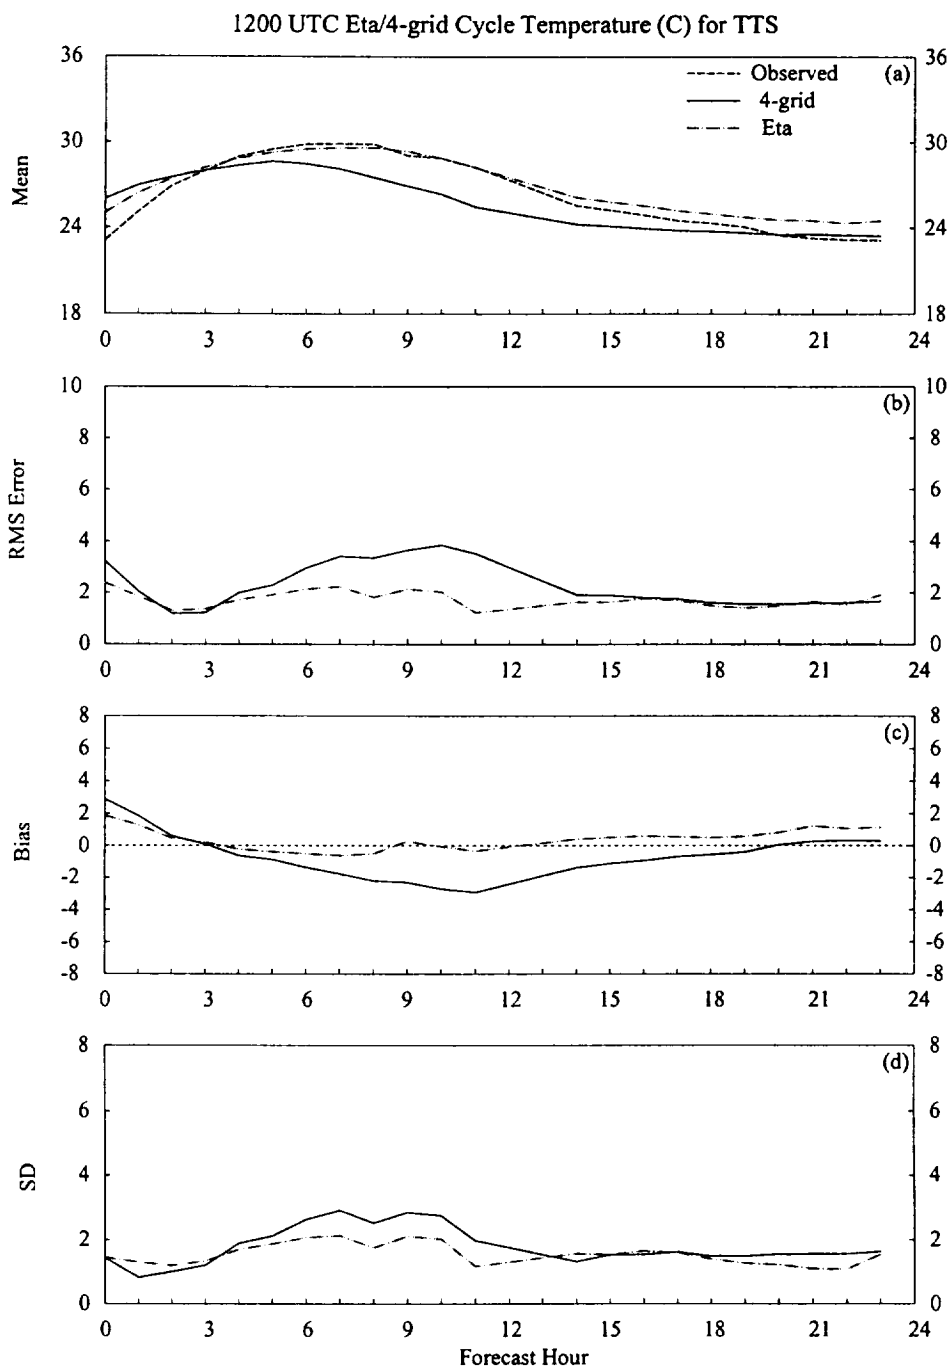 1200 UTC Eta/4-grid Cycle Temperature (C) for TTS
36 36
Observed (a)
4-grid
Eta
30 30
Mean
24 24
18 18
0 3 6 9 12 15 18 21 24
10 (b) 10
8 8
6 6
RMS Error
4 4
2 2
0 0
0 3 6 9 12 15 18 21 24
8 (c) 8
6 6
4 4
2 2
Bias
0 0
-2 -2
-4 -4
-6 -6
-8 -8
0 3 6 9 12 15 18 21 24
8 (d) 8
6 6
4 4
SD
2 2
0 0
0 3 6 9 12 15 18 21 24
Forecast Hour